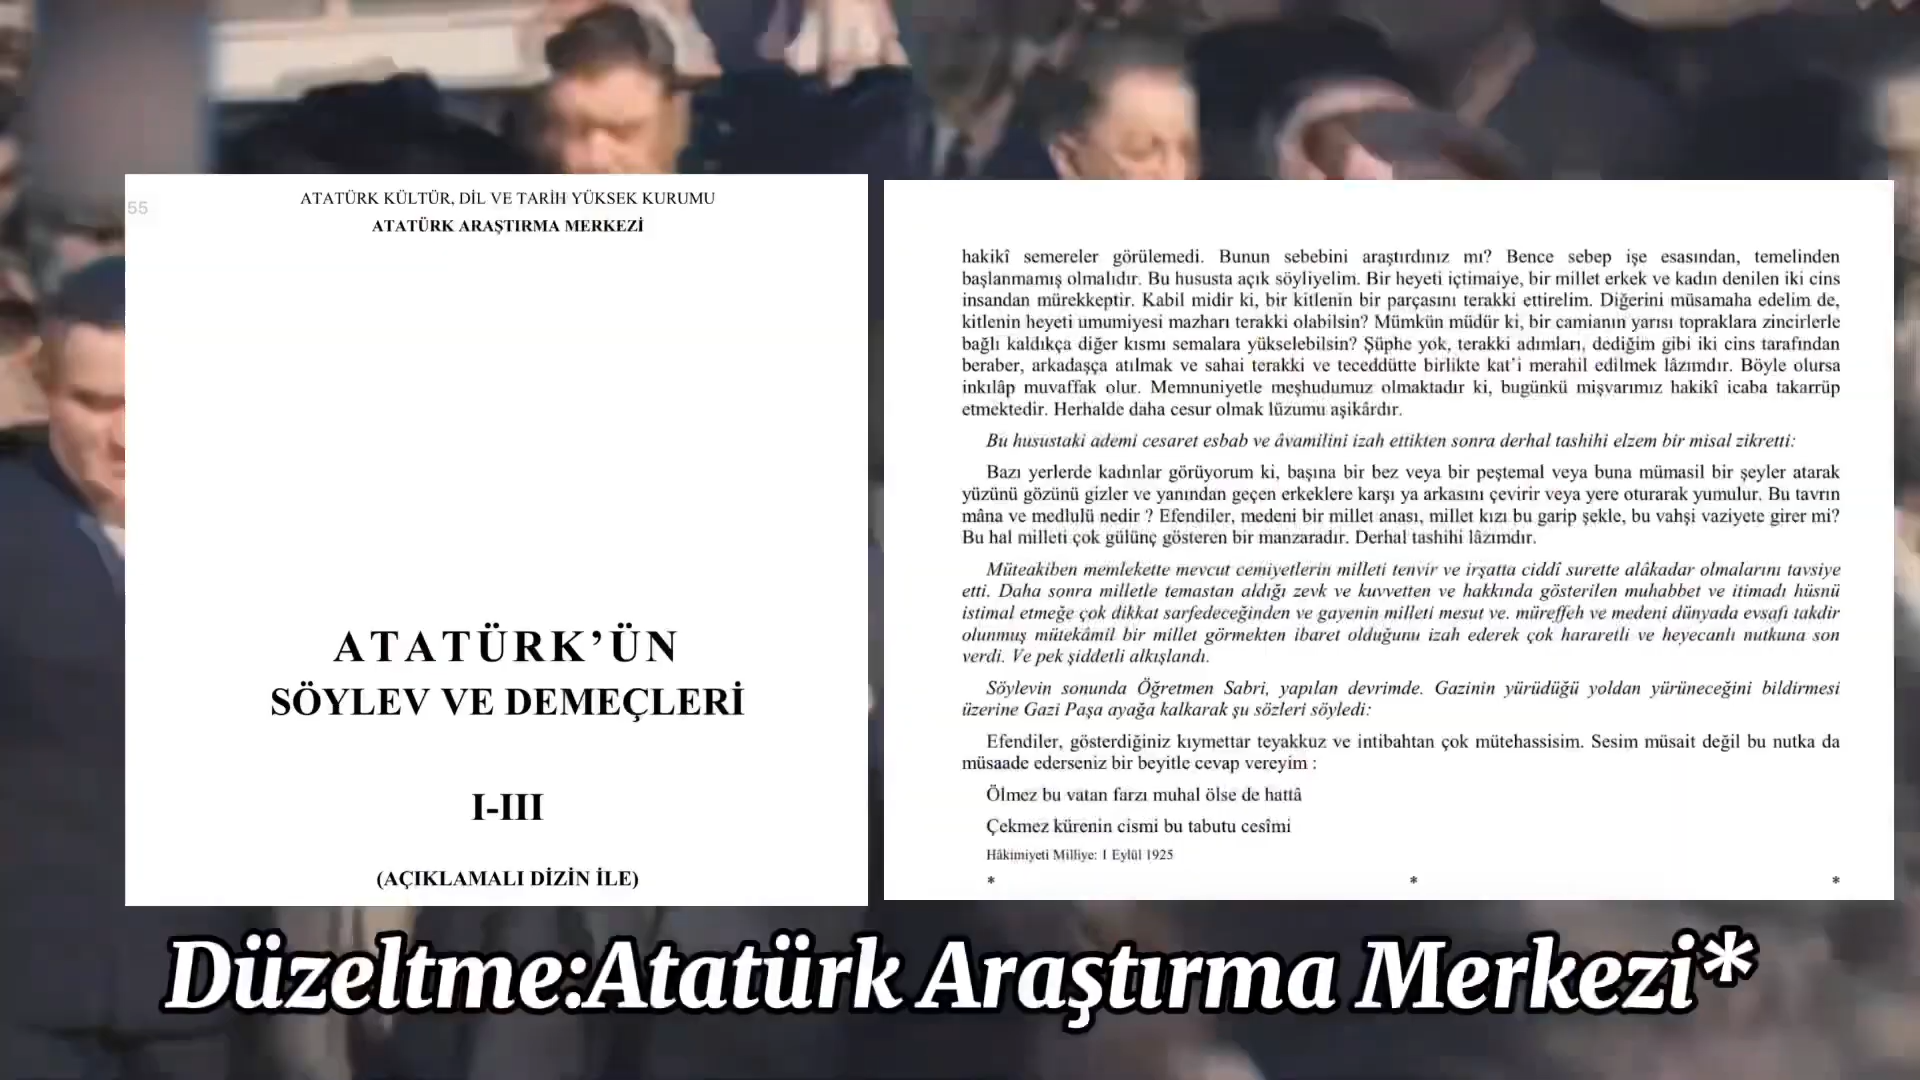 55
ATATÜRK KÜLTÜR, DİL VE TARİH YÜKSEK KURUMU
ATATÜRK ARAŞTIRMA MERKEZİ
ATATÜRK’ÜN
SÖYLEV VE DEMEÇLERİ
I-III
(AÇIKLAMALI DİZİN İLE)
hakikî semereler görülemedi. Bunun sebebini araştırdınız mı? Bence sebep işe esasından, temelinden
başlanmamış olmalıdır. Bu hususta açık söyliyelim. Bir heyeti içtimaiye, bir millet erkek ve kadın denilen iki cins
insandan mürekkeptir. Kabil midir ki, bir kitlenin bir parçasını terakki ettirelim. Diğerini müsamaha edelim de,
kitlenin heyeti umumiyesi mazharı terakki olabilsin? Mümkün müdür ki, bir camianın yarısı topraklara zincirlerle
bağlı kaldıkça diğer kısmı semalara yükselebilsin? Şüphe yok, terakki adımları, dediğim gibi iki cins tarafından
beraber, arkadaşça atılmak ve sahai terakki ve teceddütte birlikte kat’i merahil edilmek lâzımdır. Böyle olursa
inkılâp muvaffak olur. Memnuniyetle meşhudumuz olmaktadır ki, bugünkü mişvarımız hakikî icaba takarrüp
etmektedir. Herhalde daha cesur olmak lüzumu aşikârdır.
Bu husustaki ademi cesaret esbab ve âvamilini izah ettikten sonra derhal tashihi elzem bir misal zikretti:
Bazı yerlerde kadınlar görüyorum ki, başına bir bez veya bir peştemal veya buna mümasil bir şeyler atarak
yüzünü gözünü gizler ve yanından geçen erkeklere karşı ya arkasını çevirir veya yere oturarak yumulur. Bu tavrın
mâna ve medlulü nedir ? Efendiler, medeni bir millet anası, millet kızı bu garip şekle, bu vahşi vaziyete girer mi?
Bu hal milleti çok gülünç gösteren bir manzaradır. Derhal tashihi lâzımdır.
Müteakiben memlekette mevcut cemiyetlerin milleti tenvir ve irşatta ciddî surette alâkadar olmalarını tavsiye
etti. Daha sonra milletle temastan aldığı zevk ve kuvvetten ve hakkında gösterilen muhabbet ve itimadı hüsnü
istimal etmeğe çok dikkat sarfedeceğinden ve gayenin milleti mesut ve. müreffeh ve medeni dünyada evsafı takdir
olunmuş mütekâmil bir millet görmekten ibaret olduğunu izah ederek çok hararetli ve heyecanlı nutkuna son
verdi. Ve pek şiddetli alkışlandı.
Söylevin sonunda Öğretmen Sabri, yapılan devrimde. Gazinin yürüdüğü yoldan yürüneceğini bildirmesi
üzerine Gazi Paşa ayağa kalkarak şu sözleri söyledi:
Efendiler, gösterdiğiniz kıymettar teyakkuz ve intibahtan çok mütehassisim. Sesim müsait değil bu nutka da
müsaade ederseniz bir beyitle cevap vereyim :
Ölmez bu vatan farzı muhal ölse de hattâ
Çekmez kürenin cismi bu tabutu cesîmi
Hâkimiyeti Milliye: 1 Eylül 1925
* * *
Düzeltme:Atatürk Araştırma Merkezi*